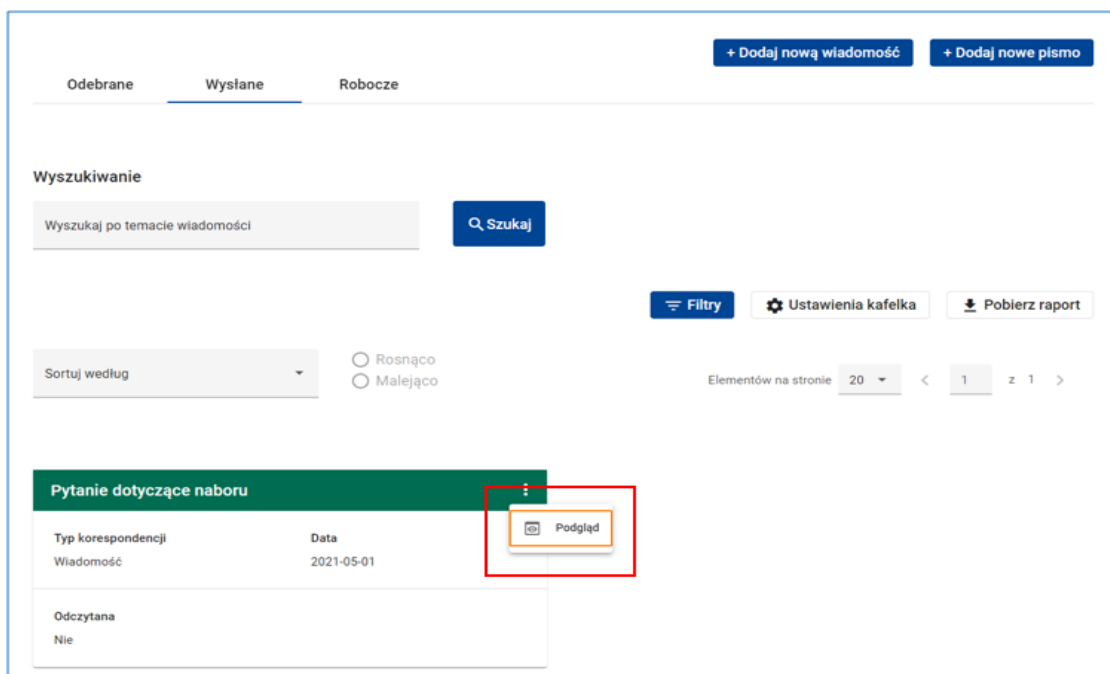 + Dodaj nową wiadomość
+ Dodaj nowe pismo
Odebrane
Wysłane
Robocze
Wyszukiwanie
Wyszukaj po temacie wiadomości
Szukaj
Filtry
Ustawienia kafelka
Pobierz raport
Sortuj według
Rosnąco
Malejąco
Elementów na stronie 20 < 1 z 1 >
Pytanie dotyczące naboru
Podgląd
Typ korespondencji
Data
Wiadomość
2021-05-01
Odczytana
Nie